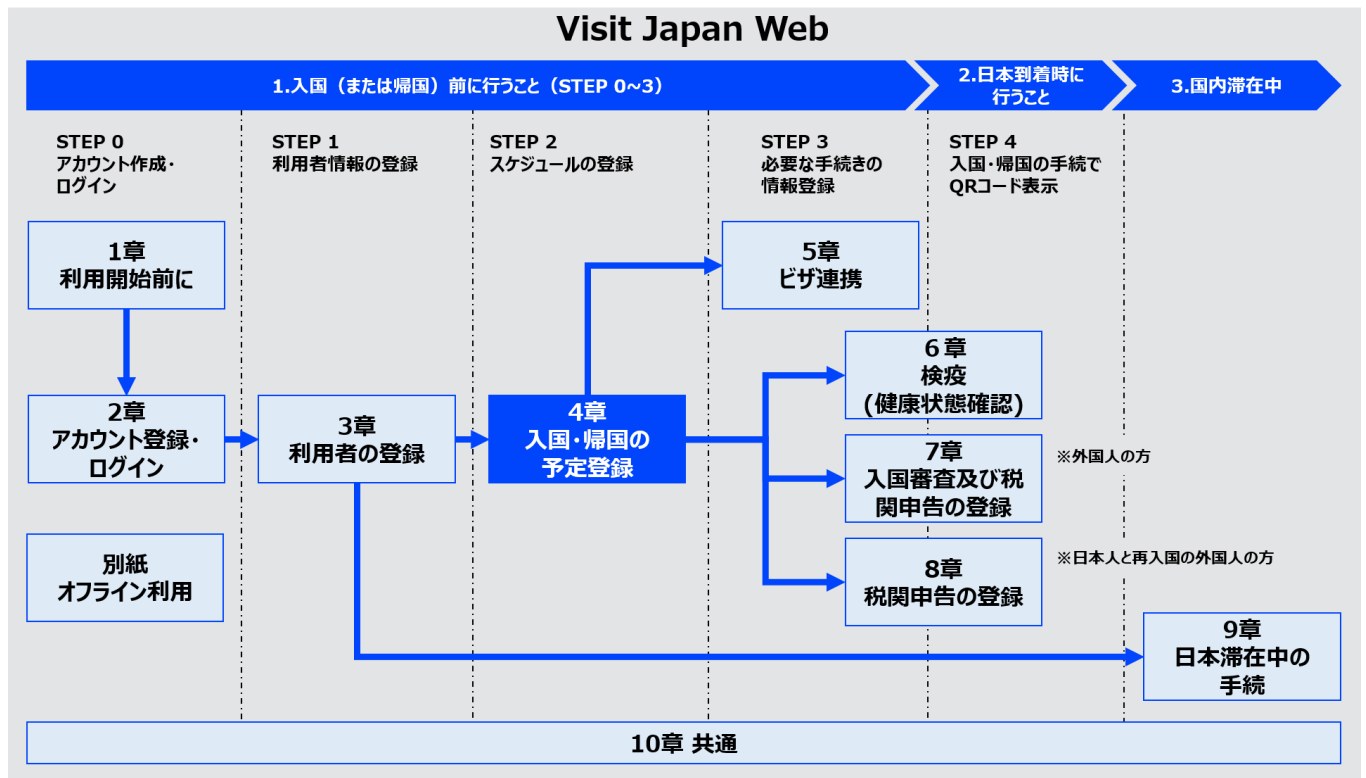 Visit Japan Web
1.入国（または帰国）前に行うこと（STEP 0~3）
2.日本到着時に
行うこと
3.国内滞在中
STEP 0
アカウント作成・
ログイン
STEP 1
利用者情報の登録
STEP 2
スケジュールの登録
STEP 3
必要な手続きの
情報登録
STEP 4
入国・帰国の手続で
QRコード表示
1章
利用開始前に
5章
ビザ連携
6章
検疫
(健康状態確認)
2章
アカウント登録・
ログイン
3章
利用者の登録
4章
入国・帰国の
予定登録
7章
入国審査及び税
関申告の登録
※外国人の方
別紙
オフライン利用
8章
税関申告の登録
※日本人と再入国の外国人の方
9章
日本滞在中の
手続
10章 共通